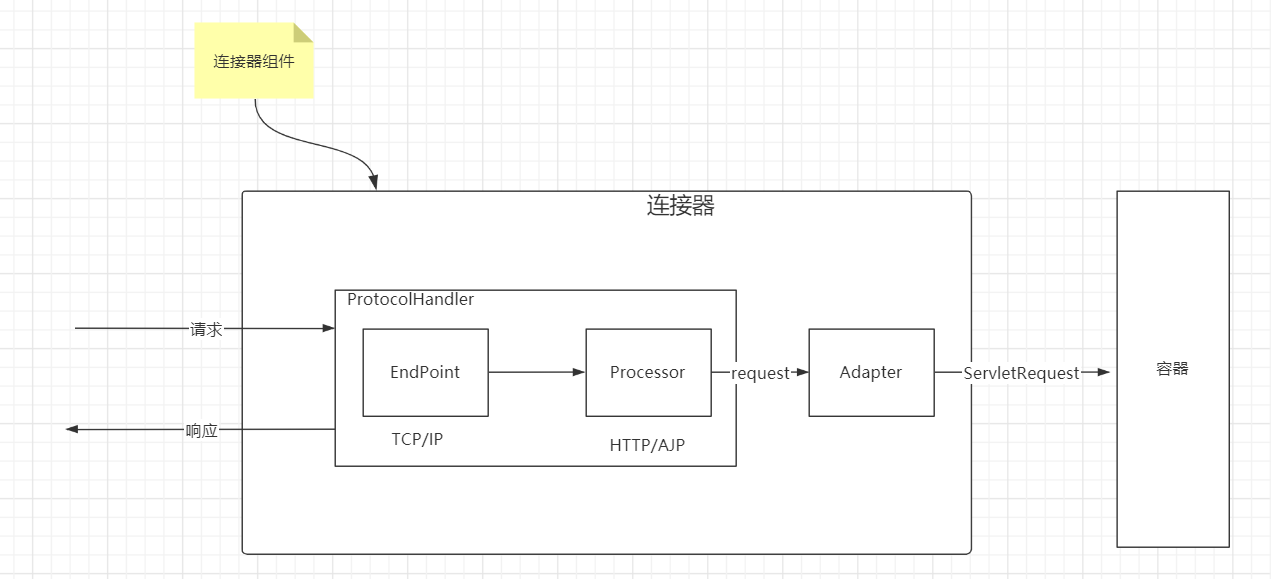 连接器组件
连接器
ProtocolHandler
请求
EndPoint
Processor
request
Adapter
ServletRequest
容器
响应
TCP/IP
HTTP/AJP